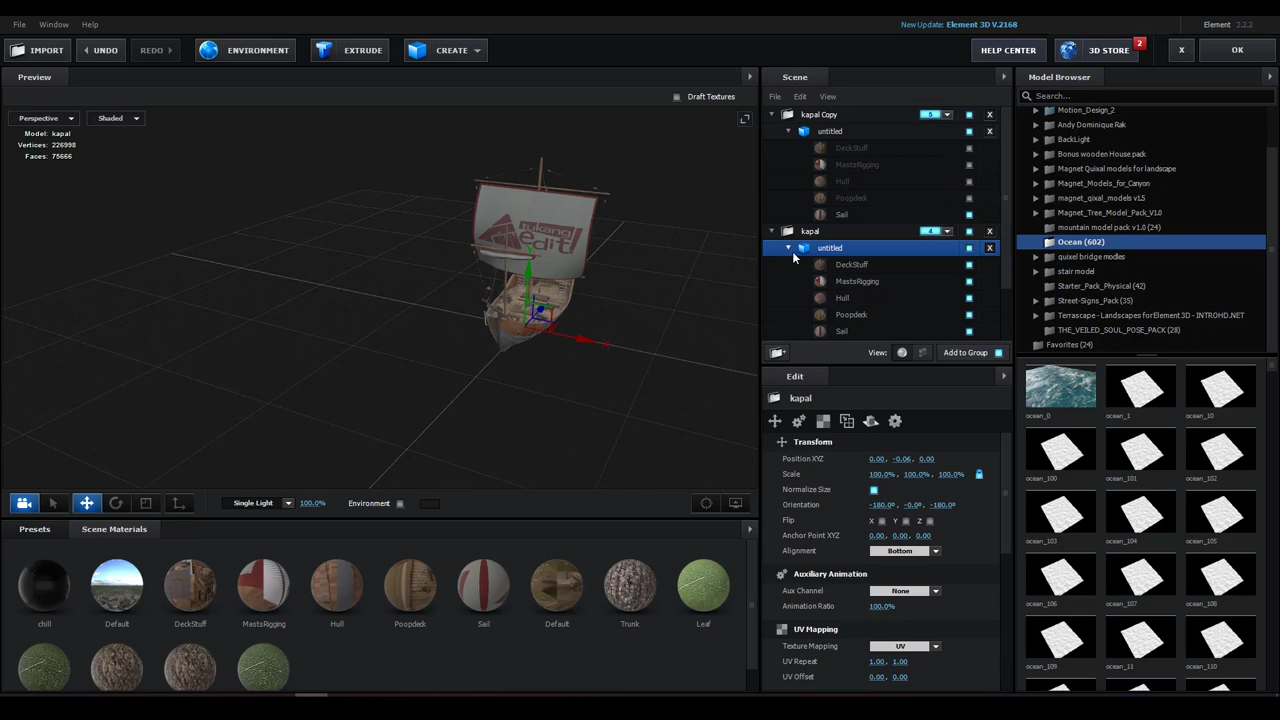 File Window Help
New Update: Element 3D V.2168
Element 2.2.2
IMPORT UNDO REDO ENVIRONMENT EXTRUDE CREATE HELP CENTER 3D STORE 2 X OK
Preview
Draft Textures
Perspective Shaded
Model: kapal
Vertices: 226998
Faces: 75666
tukang
edit!
Y
X
Single Light 100.0% Environment
Presets Scene Materials
chill Default DeckStuff MastsRigging Hull Poopdeck Sail Default Trunk Leaf
Scene
File Edit View
kapal Copy 5 X
untitled X
DeckStuff
MastsRigging
Hull
Poopdeck
Sail
kapal 4 X
untitled X
DeckStuff
MastsRigging
Hull
Poopdeck
Sail
View: Add to Group
Edit
kapal
Transform
Position XYZ 0.00, -0.06, 0.00
Scale 100.0%, 100.0%, 100.0%
Normalize Size
Orientation -180.0°, -0.0°, -180.0°
Flip X Y Z
Anchor Point XYZ 0.00, 0.00, 0.00
Alignment Bottom
Auxiliary Animation
Aux Channel None
Animation Ratio 100.0%
UV Mapping
Texture Mapping UV
UV Repeat 1.00, 1.00
UV Offset 0.00, 0.00
Model Browser
Search...
Motion_Design_2
Andy Dominique Rak
BackLight
Bonus wooden House pack
Magnet Quixal models for landscape
Magnet_Models_for_Canyon
magnet_qixal_models v1.5
Magnet_Tree_Model_Pack_V1.0
mountain model pack v1.0 (24)
Ocean (602)
quixel bridge modles
stair model
Starter_Pack_Physical (42)
Street-Signs_Pack (35)
Terrascape - Landscapes for Element 3D - INTROHD.NET
THE_VEILED_SOUL_POSE_PACK (28)
Favorites (24)
ocean_0 ocean_1 ocean_10
ocean_100 ocean_101 ocean_102
ocean_103 ocean_104 ocean_105
ocean_106 ocean_107 ocean_108
ocean_109 ocean_11 ocean_110